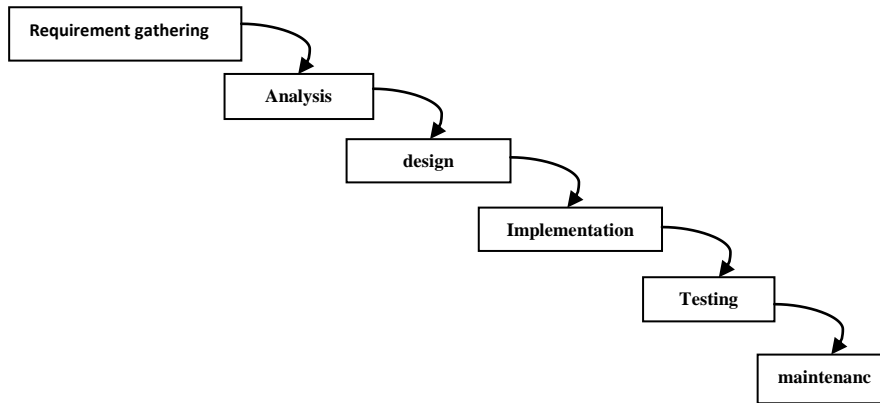 Requirement gathering
Analysis
design
Implementation
Testing
maintenanc